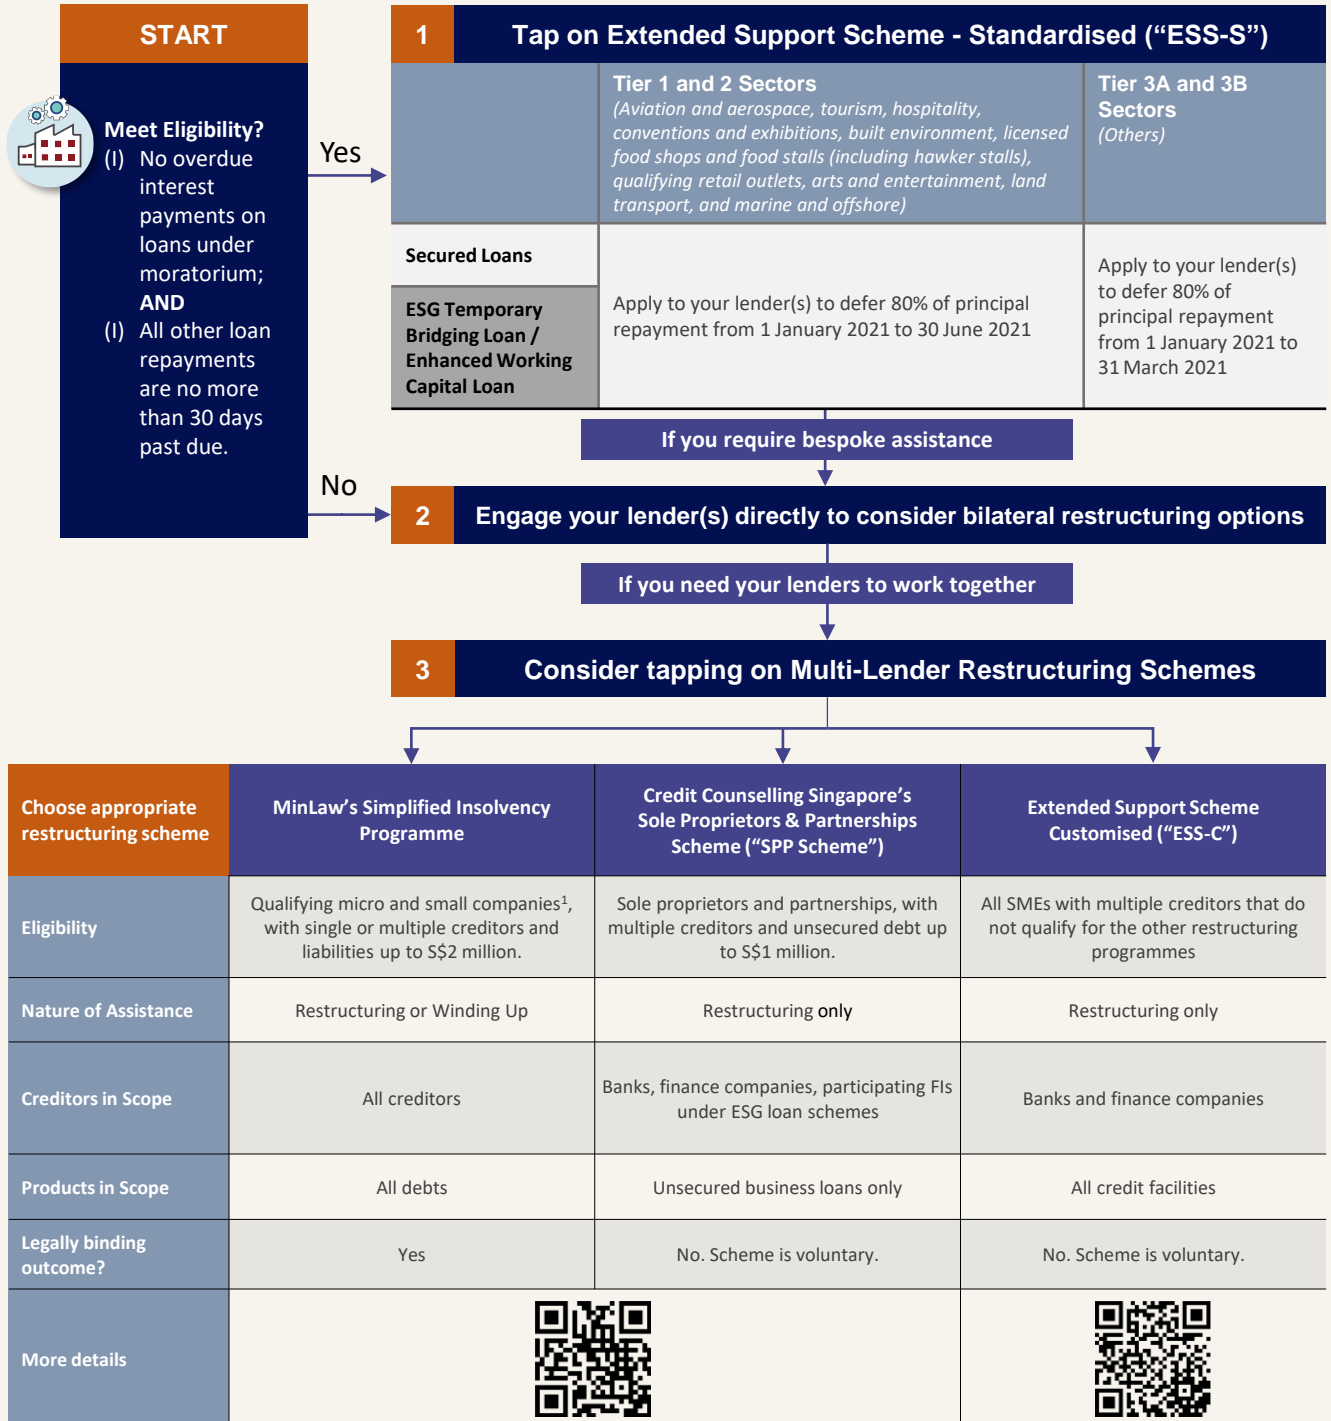 START
Meet Eligibility?
(I) No overdue
interest
payments on
loans under
moratorium;
AND
(I) All other loan
repayments
are no more
than 30 days
past due.
Yes
No
1 Tap on Extended Support Scheme - Standardised (“ESS-S”)
Tier 1 and 2 Sectors
(Aviation and aerospace, tourism, hospitality,
conventions and exhibitions, built environment, licensed
food shops and food stalls (including hawker stalls),
qualifying retail outlets, arts and entertainment, land
transport, and marine and offshore)
Tier 3A and 3B
Sectors
(Others)
Secured Loans
ESG Temporary
Bridging Loan /
Enhanced Working
Capital Loan
Apply to your lender(s) to defer 80% of principal
repayment from 1 January 2021 to 30 June 2021
Apply to your lender(s)
to defer 80% of
principal repayment
from 1 January 2021 to
31 March 2021
If you require bespoke assistance
2 Engage your lender(s) directly to consider bilateral restructuring options
If you need your lenders to work together
3 Consider tapping on Multi-Lender Restructuring Schemes
Choose appropriate
restructuring scheme
MinLaw’s Simplified Insolvency
Programme
Credit Counselling Singapore’s
Sole Proprietors & Partnerships
Scheme (“SPP Scheme”)
Extended Support Scheme
Customised (“ESS-C”)
Eligibility
Qualifying micro and small companies¹,
with single or multiple creditors and
liabilities up to S$2 million.
Sole proprietors and partnerships, with
multiple creditors and unsecured debt up
to S$1 million.
All SMEs with multiple creditors that do
not qualify for the other restructuring
programmes
Nature of Assistance
Restructuring or Winding Up
Restructuring only
Restructuring only
Creditors in Scope
All creditors
Banks, finance companies, participating FIs
under ESG loan schemes
Banks and finance companies
Products in Scope
All debts
Unsecured business loans only
All credit facilities
Legally binding
outcome?
Yes
No. Scheme is voluntary.
No. Scheme is voluntary.
More details